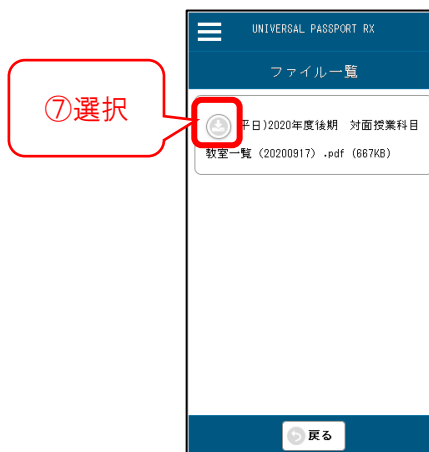 UNIVERSAL PASSPORT RX
ファイル一覧
⑦選択
平日)2020年度後期 対面授業科目
教室一覧 (20200917) .pdf (667KB)
戻る